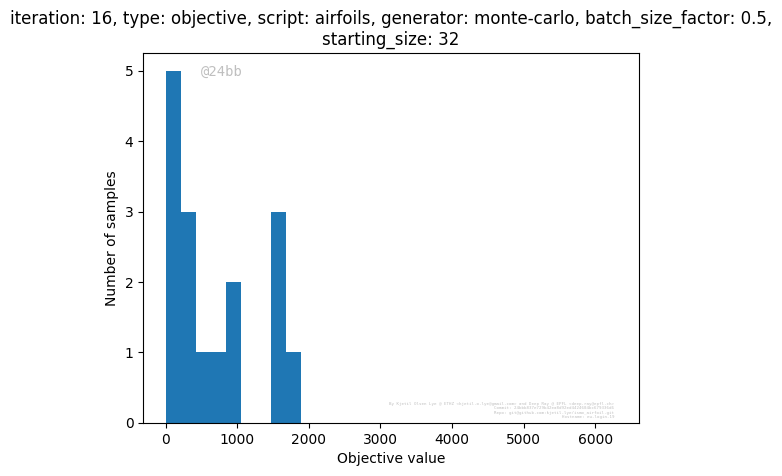 iteration: 16, type: objective, script: airfoils, generator: monte-carlo, batch_size_factor: 0.5,
starting_size: 32
@24bb
5
4
3
2
1
0
Number of samples
0 1000 2000 3000 4000 5000 6000
Objective value